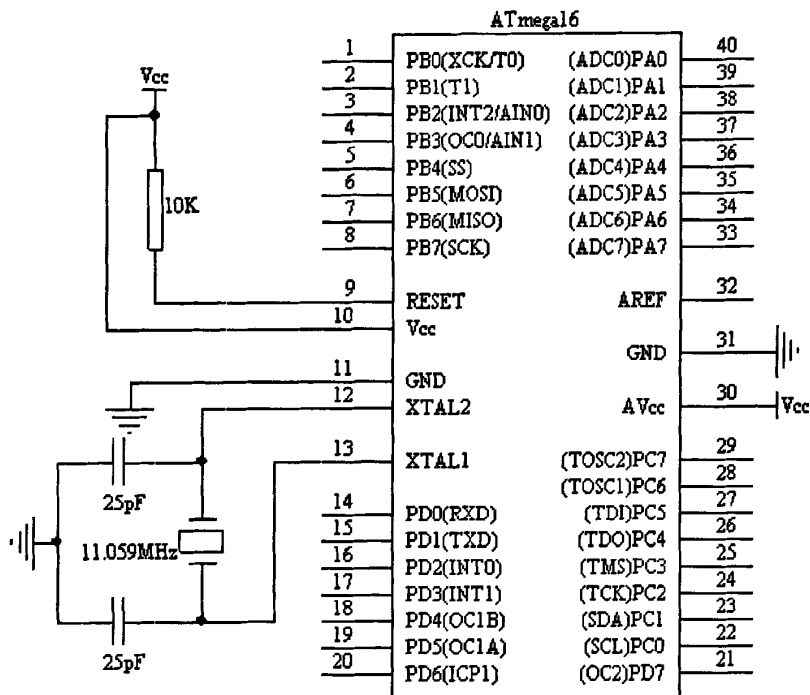 ATmega16
1 PB0(XCK/T0) (ADC0)PA0 40
2 PB1(T1) (ADC1)PA1 39
3 PB2(INT2/AIN0) (ADC2)PA2 38
4 PB3(OC0/AIN1) (ADC3)PA3 37
5 PB4(SS) (ADC4)PA4 36
6 PB5(MOSI) (ADC5)PA5 35
7 PB6(MISO) (ADC6)PA6 34
8 PB7(SCK) (ADC7)PA7 33
Vcc
10K
9 RESET AREF 32
10 Vcc
GND 31
11 GND
12 XTAL2 AVcc 30 Vcc
13 XTAL1 (TOSC2)PC7 29
(TOSC1)PC6 28
25pF
14 PD0(RXD) (TDI)PC5 27
15 PD1(TXD) (TDO)PC4 26
11.059MHz
16 PD2(INT0) (TMS)PC3 25
17 PD3(INT1) (TCK)PC2 24
18 PD4(OC1B) (SDA)PC1 23
19 PD5(OC1A) (SCL)PC0 22
25pF
20 PD6(ICP1) (OC2)PD7 21